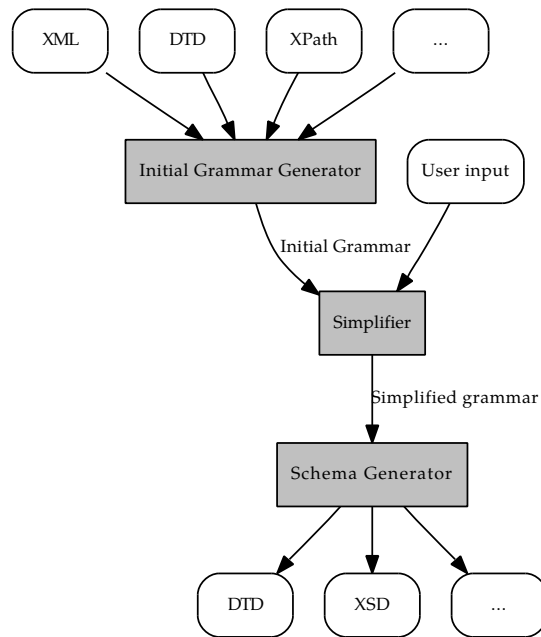 XML
DTD
XPath
...
Initial Grammar Generator
User input
Initial Grammar
Simplifier
Simplified grammar
Schema Generator
DTD
XSD
...